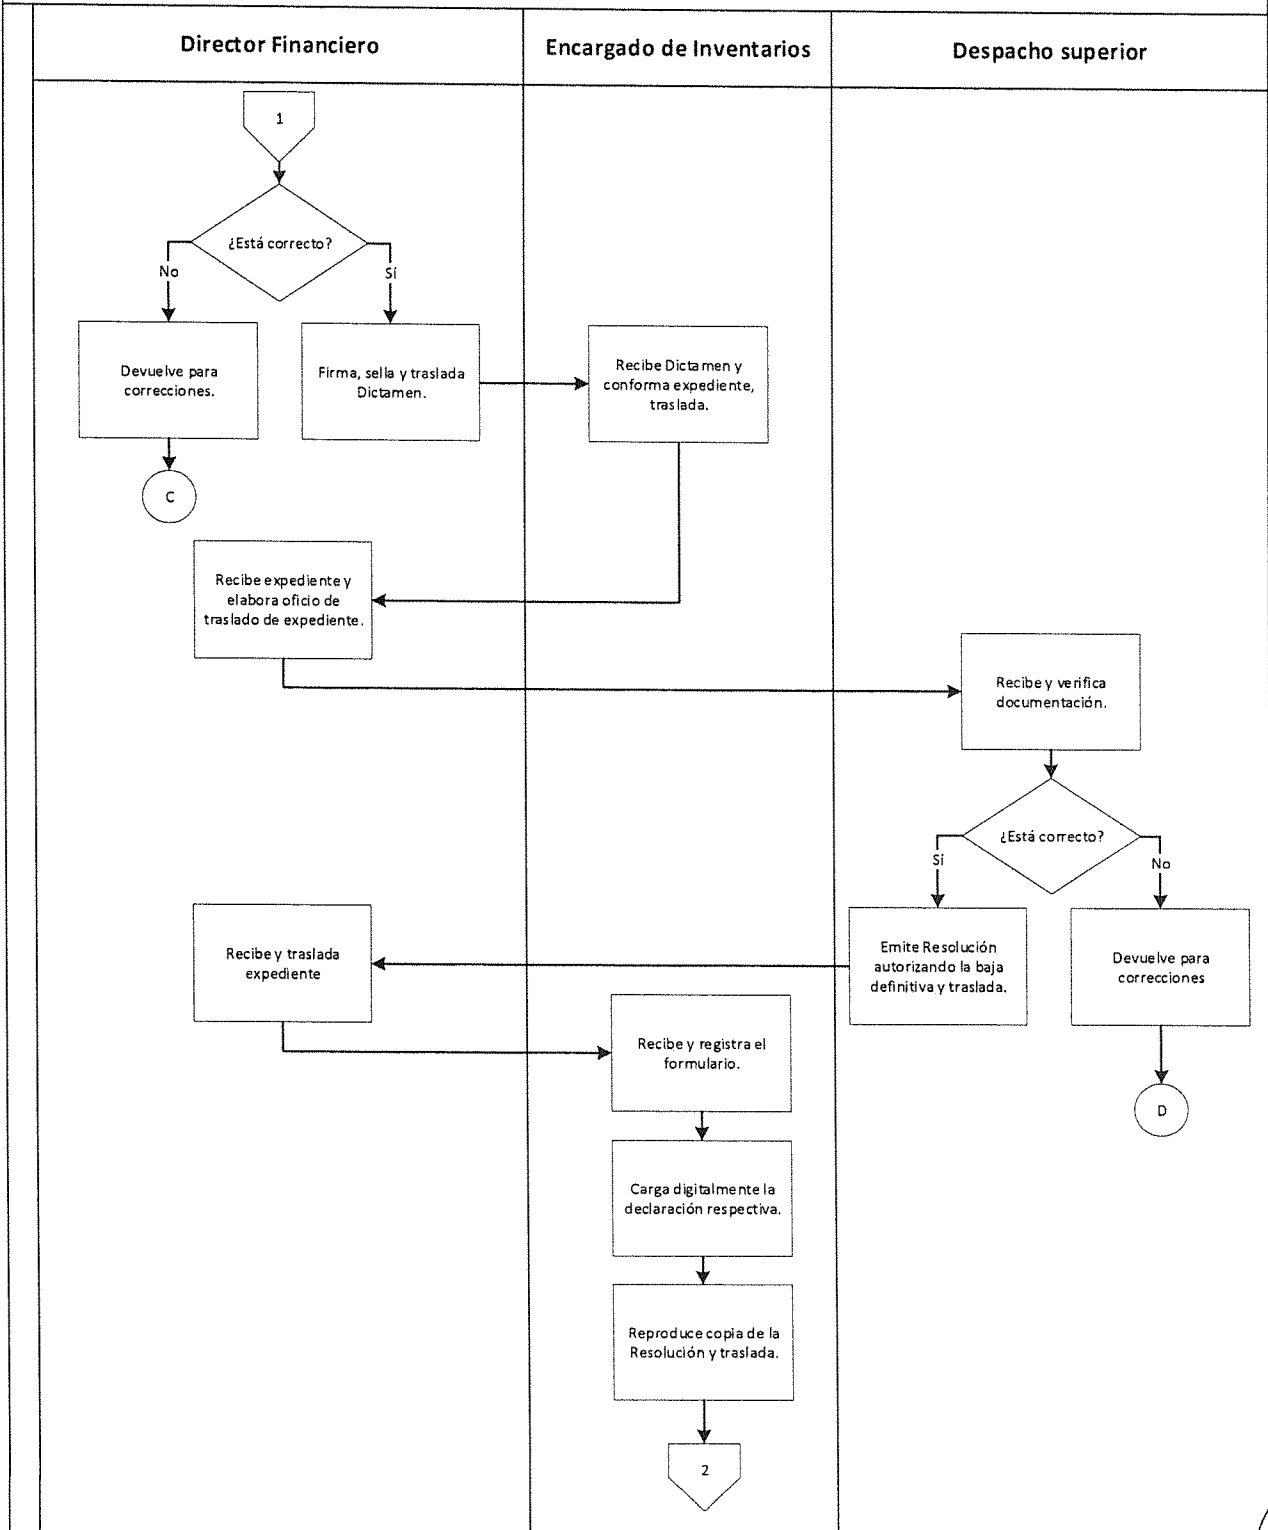 Director Financiero
Encargado de Inventarios
Despacho superior
1
¿Está correcto?
No
Sí
Devuelve para
correcciones.
Firma, sella y traslada
Dictamen.
Recibe Dictamen y
conforma expediente,
traslada.
C
Recibe expediente y
elabora oficio de
traslado de expediente.
Recibe y verifica
documentación.
¿Está correcto?
Sí
No
Recibe y traslada
expediente
Emite Resolución
autorizando la baja
definitiva y traslada.
Devuelve para
correcciones
Recibe y registra el
formulario.
D
Carga digitalmente la
declaración respectiva.
Reproduce copia de la
Resolución y traslada.
2